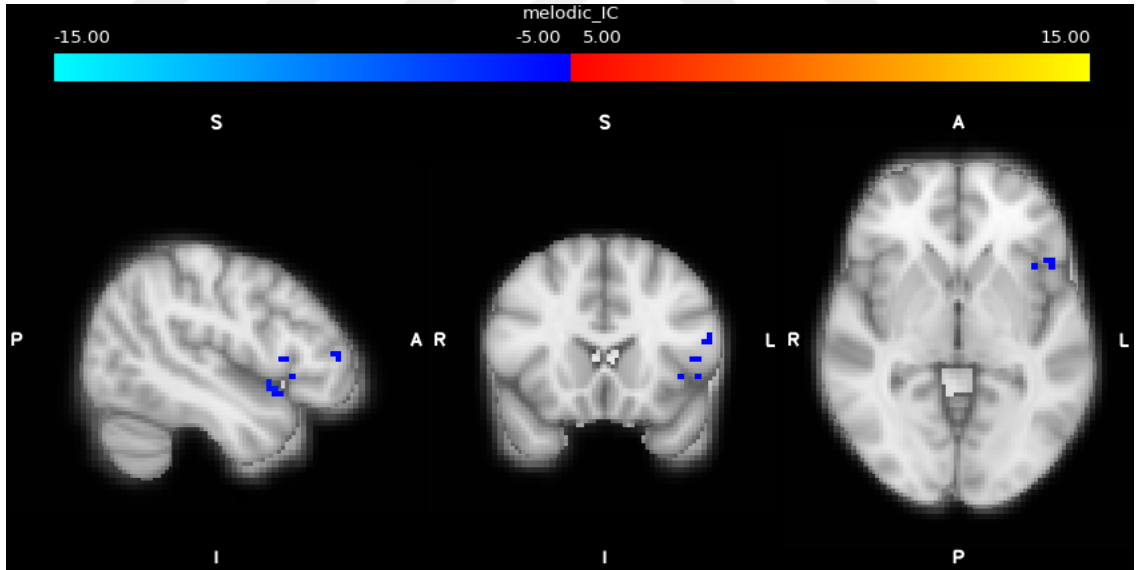 melodic_IC
-15.00 -5.00 5.00 15.00
S S A
P A R L R L
I I P